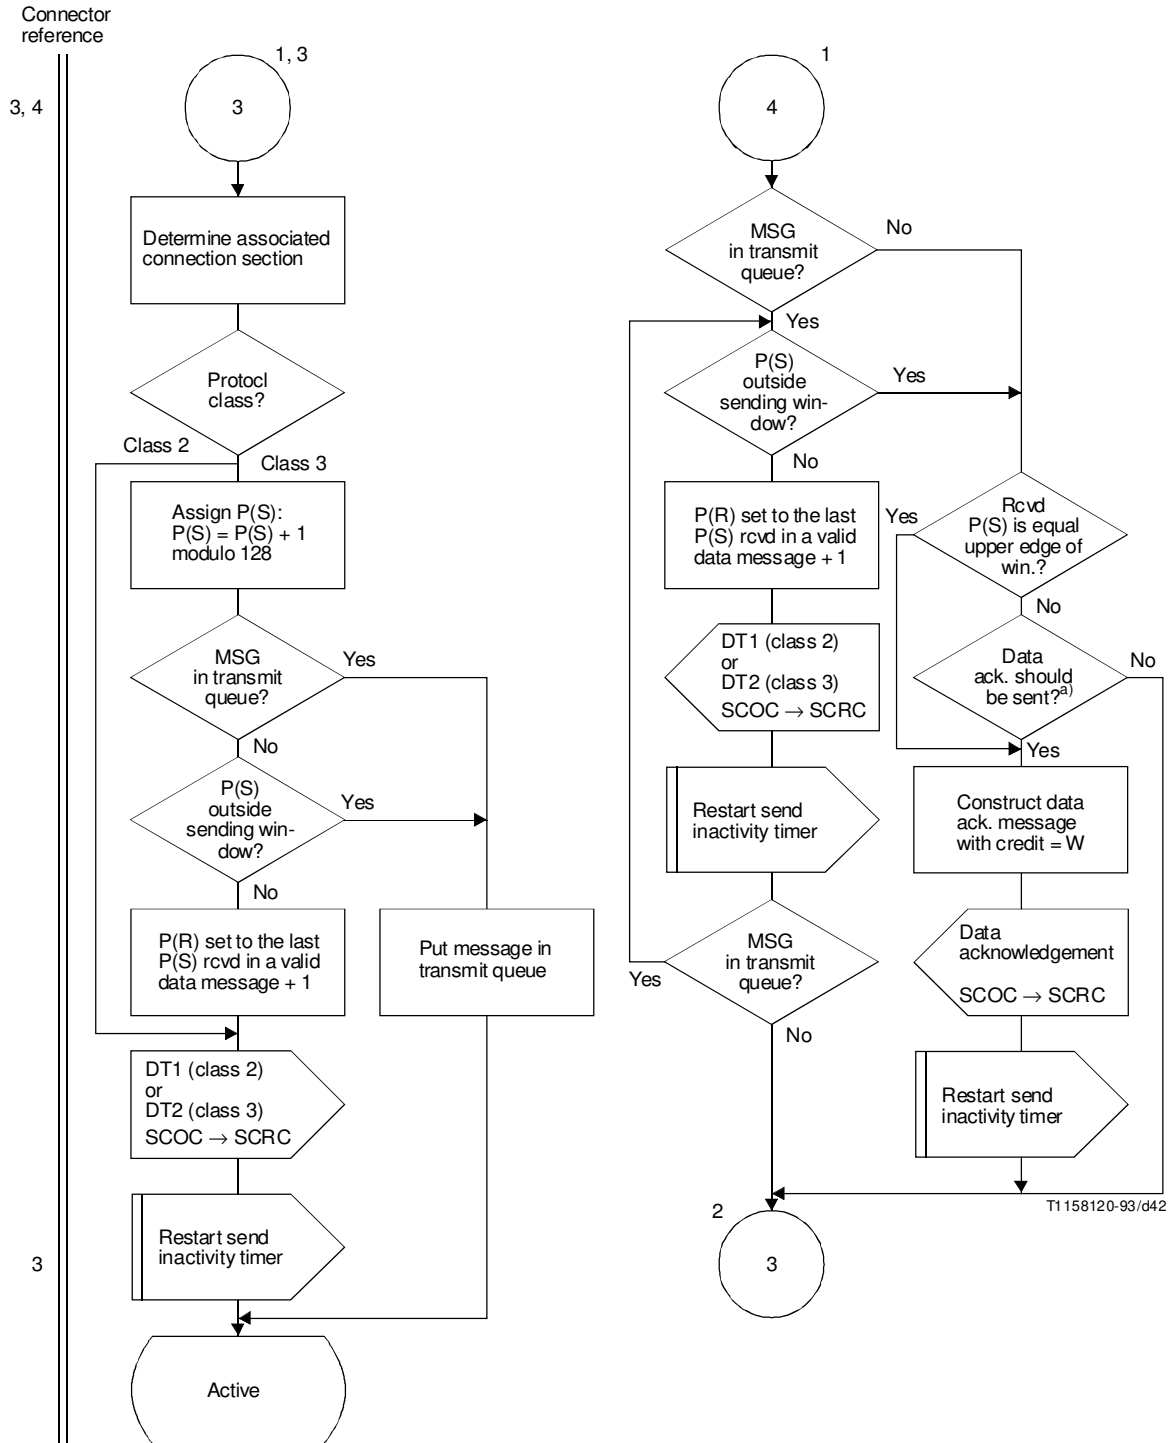 Connector
reference
3, 4
1, 3
3
Determine associated
connection section
Protocl
class?
Class 2
Class 3
Assign P(S):
P(S) = P(S) + 1
modulo 128
MSG
in transmit
queue?
Yes
No
P(S)
outside
sending win-
dow?
Yes
No
P(R) set to the last
P(S) rcvd in a valid
data message + 1
Put message in
transmit queue
DT1 (class 2)
or
DT2 (class 3)
SCOC → SCRC
Restart send
inactivity timer
3
Active
1
4
MSG
in transmit
queue?
No
Yes
P(S)
outside
sending win-
dow?
Yes
No
P(R) set to the last
P(S) rcvd in a valid
data message + 1
DT1 (class 2)
or
DT2 (class 3)
SCOC → SCRC
Restart send
inactivity timer
MSG
in transmit
queue?
Yes
No
Rcvd
P(S) is equal
upper edge of
win.?
Yes
No
Data
ack. should
be sent?a)
No
Yes
Construct data
ack. message
with credit = W
Data
acknowledgement
SCOC → SCRC
Restart send
inactivity timer
T1158120-93/d42
2
3